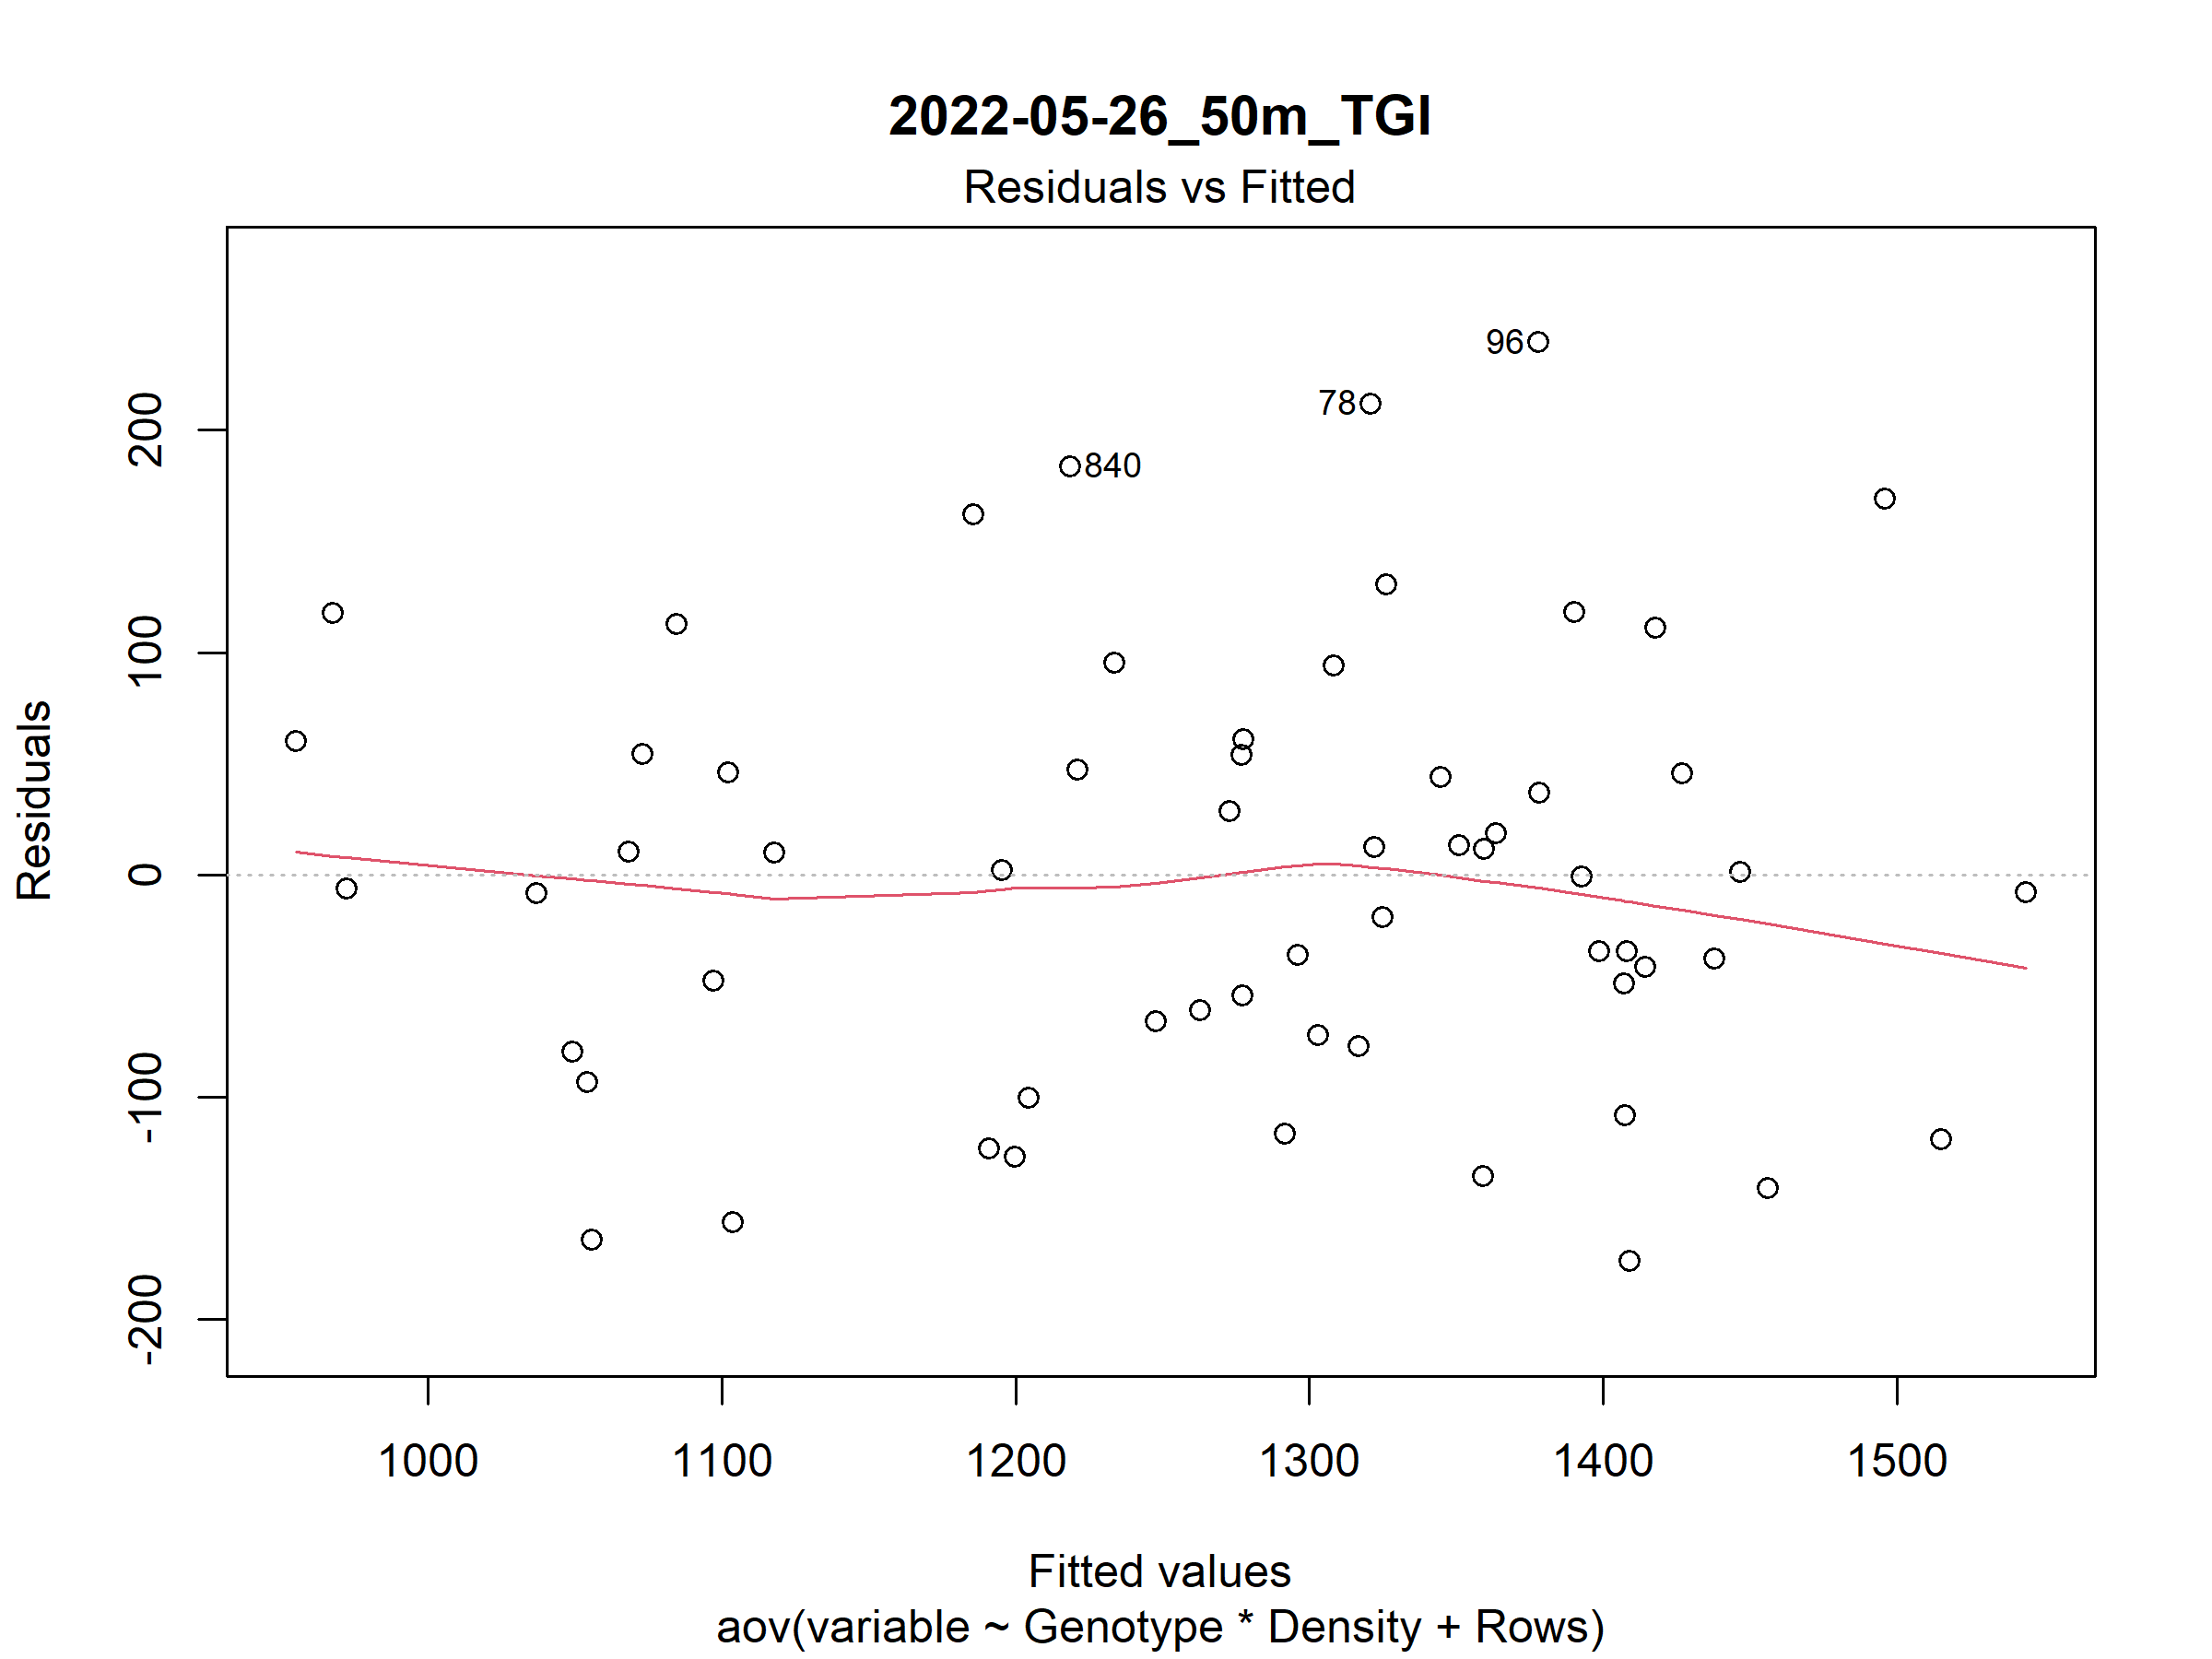 2022-05-26_50m_TGI
Residuals vs Fitted
96
78
840
200
100
0
-100
-200
Residuals
1000 1100 1200 1300 1400 1500
Fitted values
aov(variable ~ Genotype * Density + Rows)